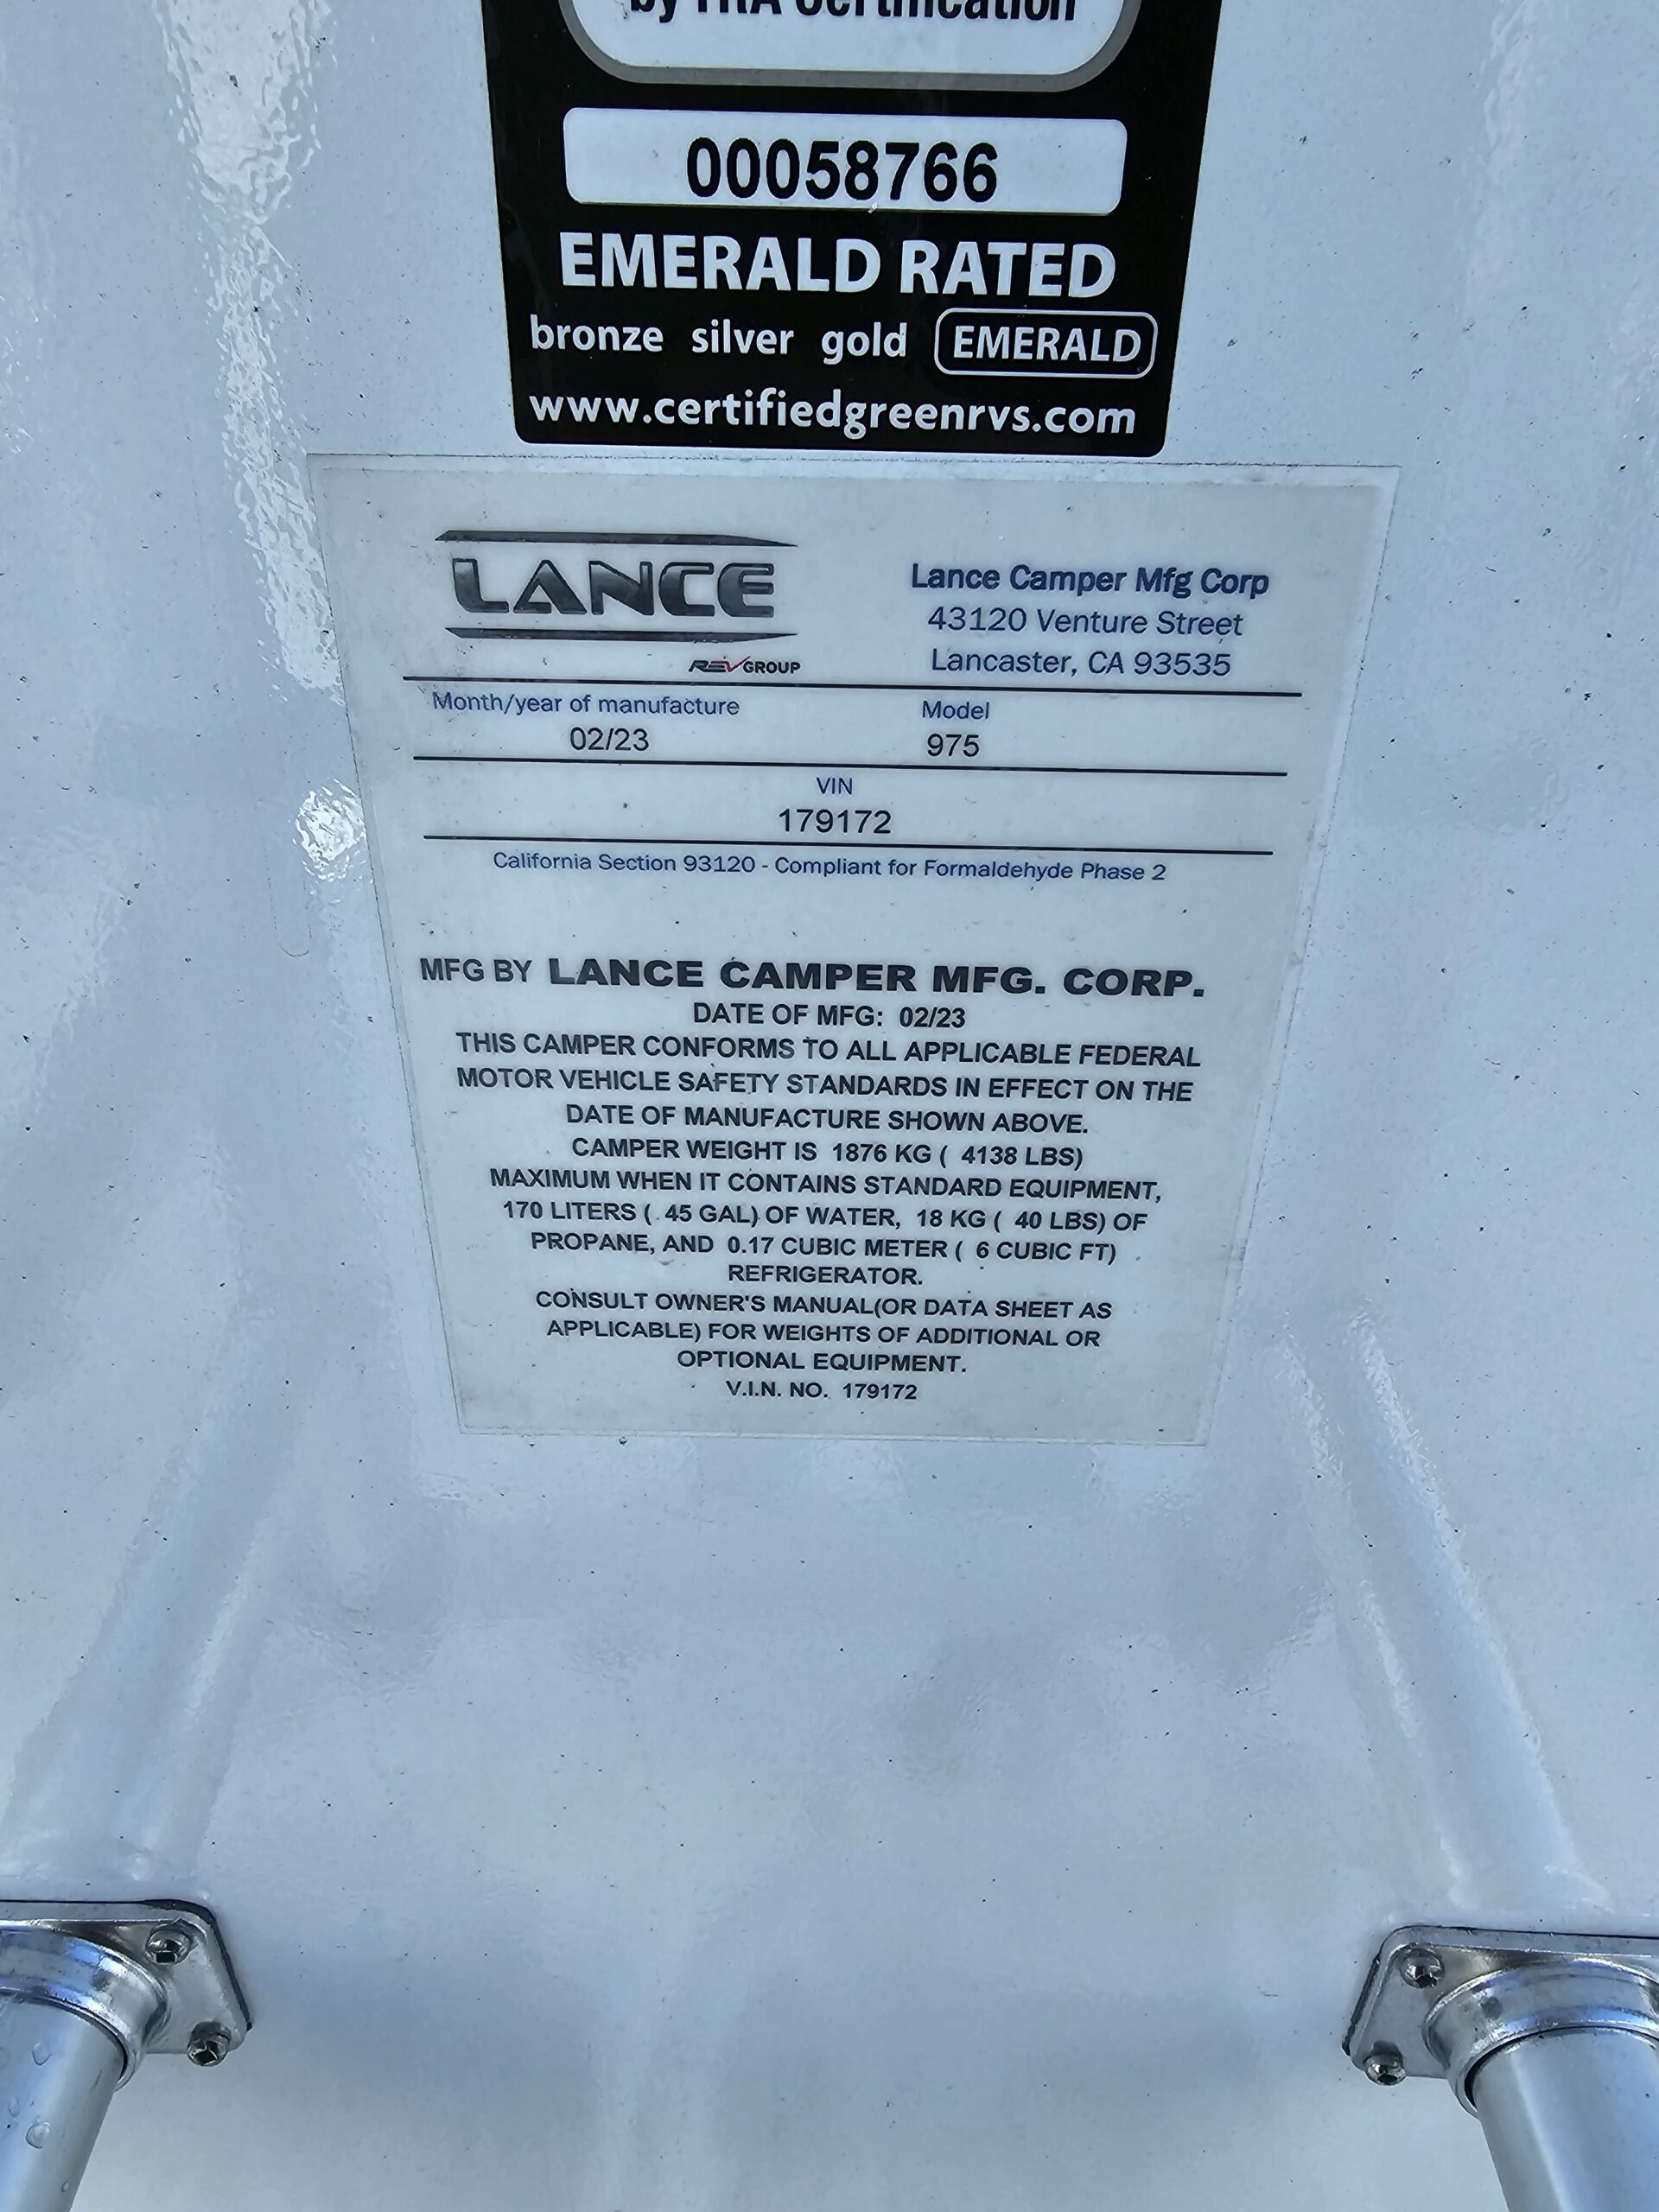 by TRA Certification
00058766
EMERALD RATED
bronze silver gold EMERALD
www.certifiedgreenrvs.com
LANCE
REV GROUP
Lance Camper Mfg Corp
43120 Venture Street
Lancaster, CA 93535
Month/year of manufacture Model
02/23 975
VIN
179172
California Section 93120 - Compliant for Formaldehyde Phase 2
MFG BY LANCE CAMPER MFG. CORP.
DATE OF MFG: 02/23
THIS CAMPER CONFORMS TO ALL APPLICABLE FEDERAL
MOTOR VEHICLE SAFETY STANDARDS IN EFFECT ON THE
DATE OF MANUFACTURE SHOWN ABOVE.
CAMPER WEIGHT IS 1876 KG ( 4138 LBS)
MAXIMUM WHEN IT CONTAINS STANDARD EQUIPMENT,
170 LITERS ( 45 GAL) OF WATER, 18 KG ( 40 LBS) OF
PROPANE, AND 0.17 CUBIC METER ( 6 CUBIC FT)
REFRIGERATOR.
CONSULT OWNER'S MANUAL(OR DATA SHEET AS
APPLICABLE) FOR WEIGHTS OF ADDITIONAL OR
OPTIONAL EQUIPMENT.
V.I.N. NO. 179172